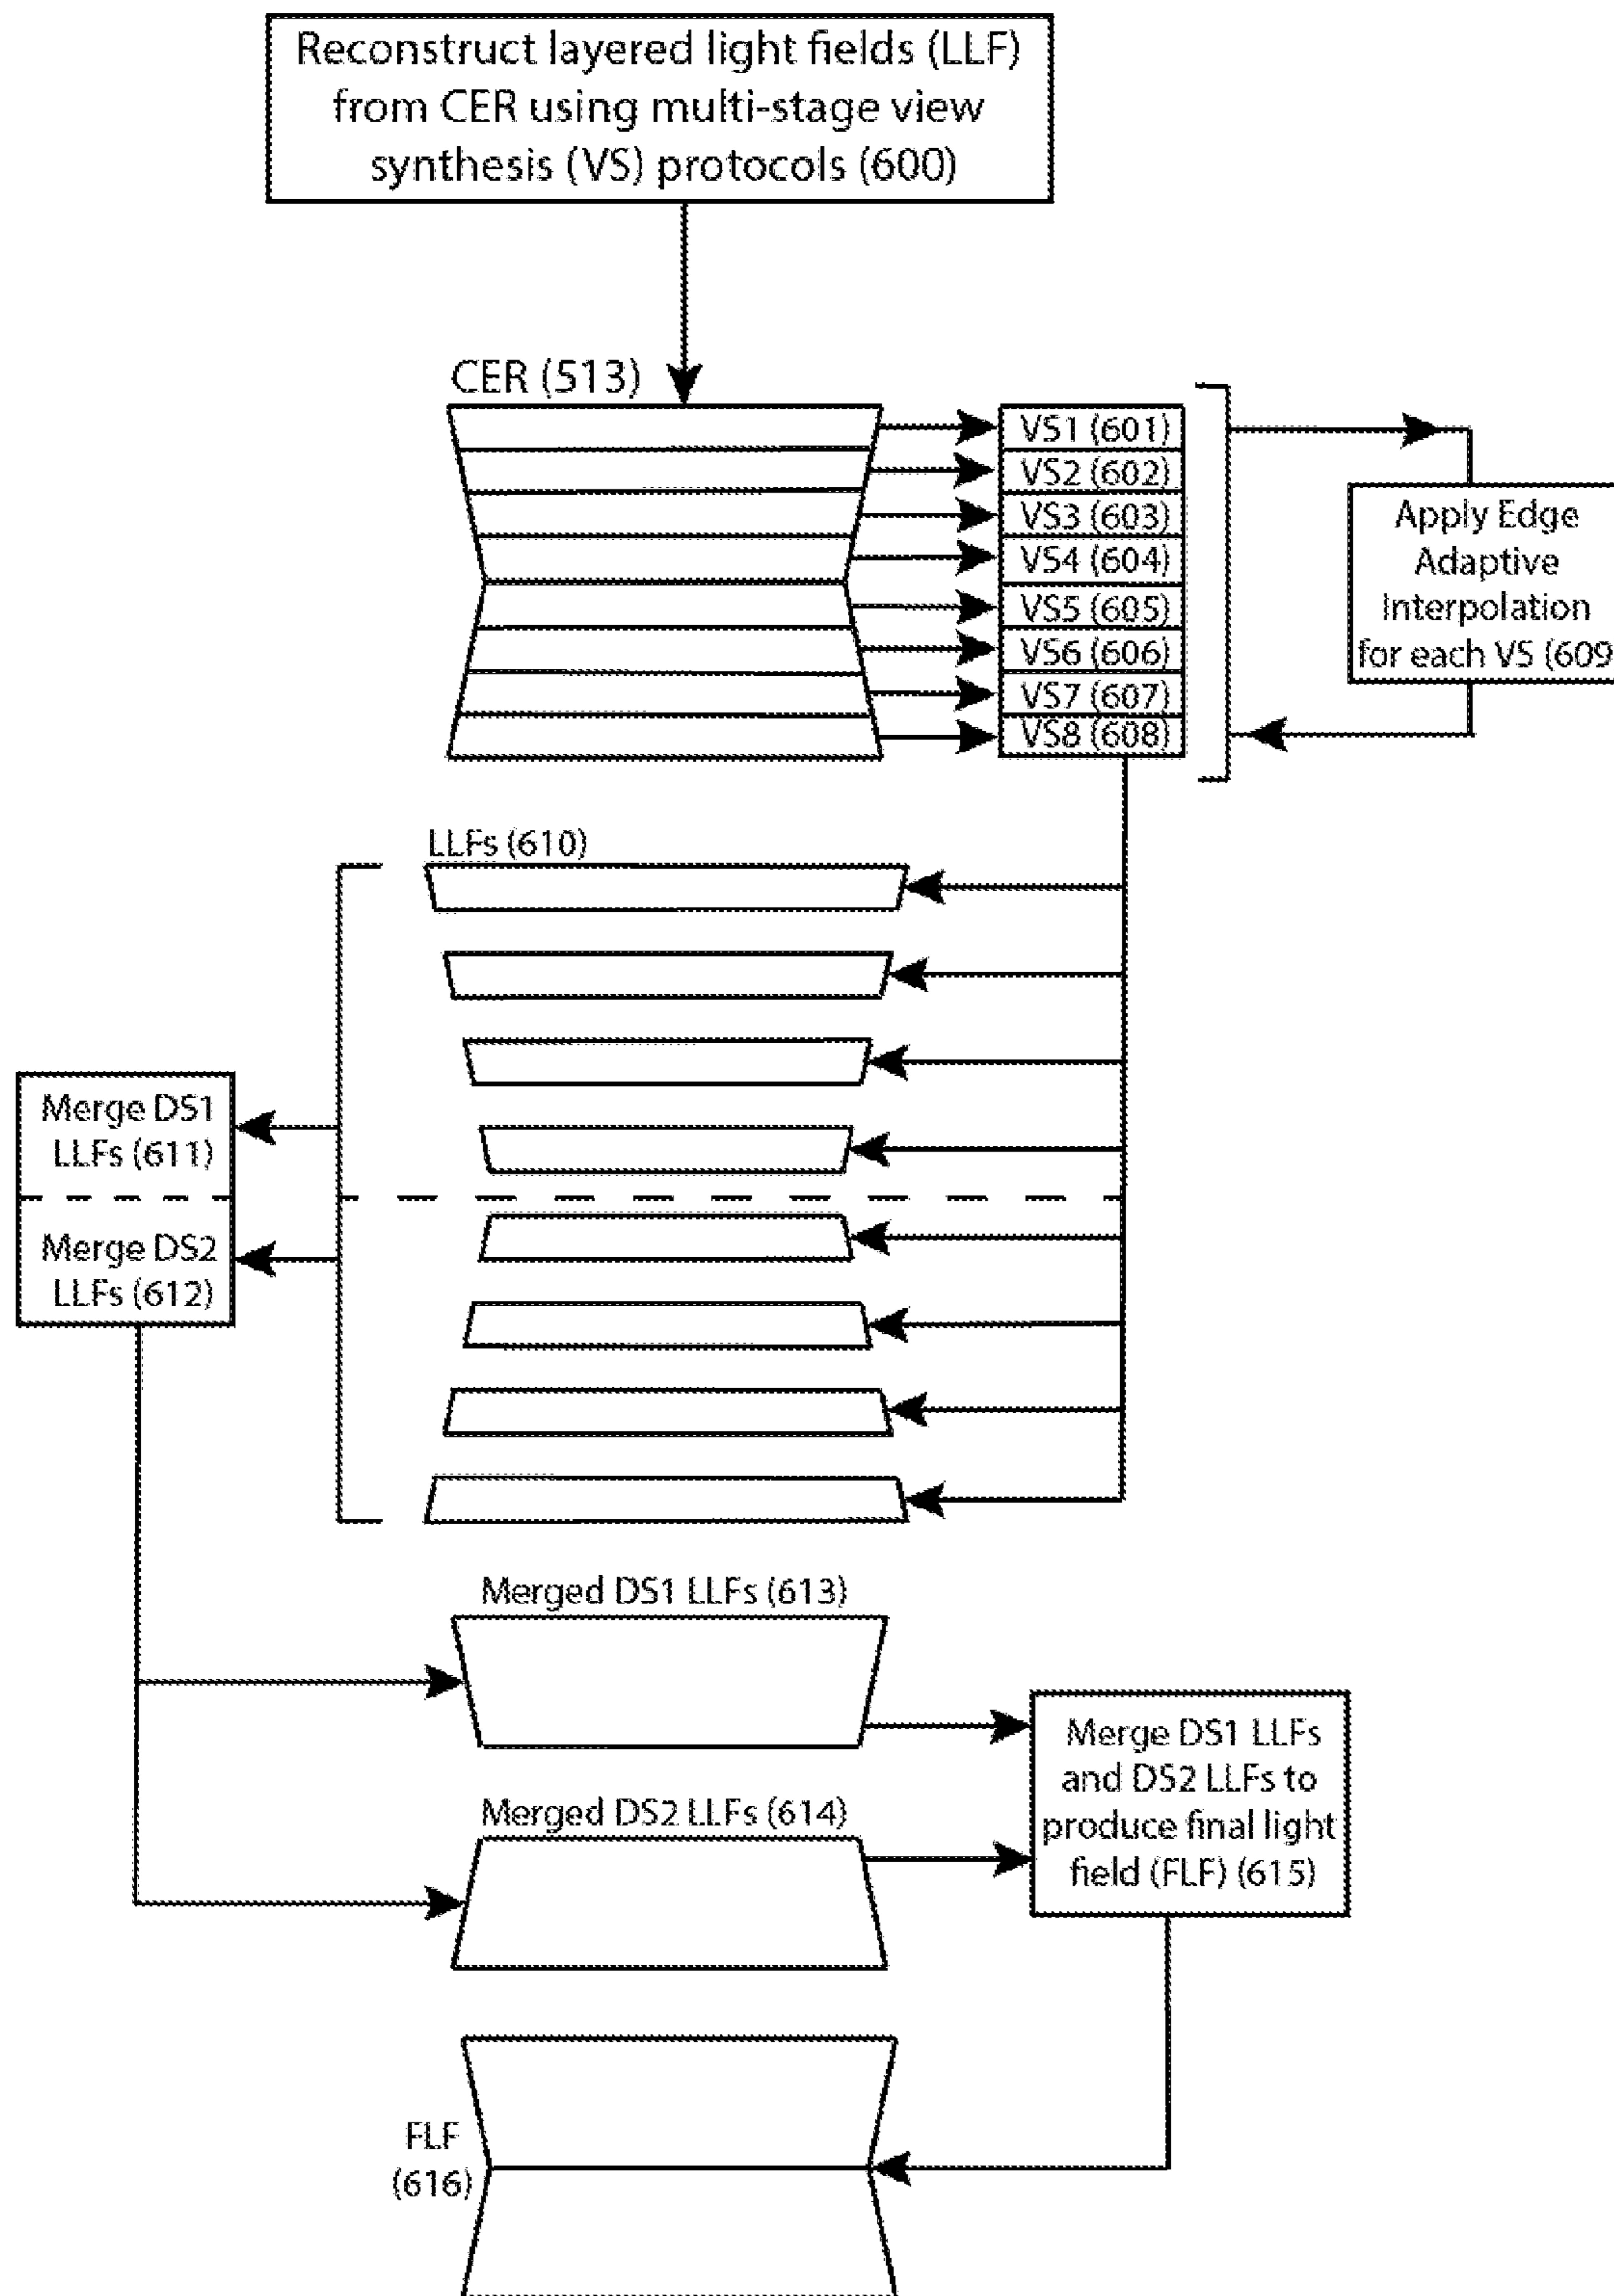 Reconstruct layered light fields (LLF)
from CER using multi-stage view
synthesis (VS) protocols (600)
CER (513)
VS1 (601)
VS2 (602)
VS3 (603)
VS4 (604)
VS5 (605)
VS6 (606)
VS7 (607)
VS8 (608)
Apply Edge
Adaptive
Interpolation
for each VS (609
LLFs (610)
Merge DS1
LLFs (611)
Merge DS2
LLFs (612)
Merged DS1 LLFs (613)
Merged DS2 LLFs (614)
Merge DS1 LLFs
and DS2 LLFs to
produce final light
field (FLF) (615)
FLF
(616)